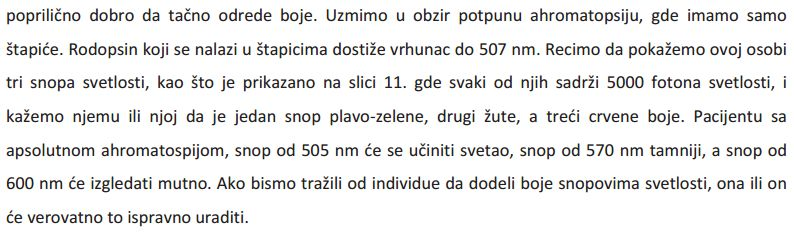 poprilično dobro da tačno odrede boje. Uzmimo u obzir potpunu ahromatopsiju, gde imamo samo
štapiće. Rodopsin koji se nalazi u štapicima dostiže vrhunac do 507 nm. Recimo da pokažemo ovoj osobi
tri snopa svetlosti, kao što je prikazano na slici 11. gde svaki od njih sadrži 5000 fotona svetlosti, i
kažemo njemu ili njoj da je jedan snop plavo-zelene, drugi žute, a treći crvene boje. Pacijentu sa
apsolutnom ahromatospijom, snop od 505 nm će se učiniti svetao, snop od 570 nm tamniji, a snop od
600 nm će izgledati mutno. Ako bismo tražili od individue da dodeli boje snopovima svetlosti, ona ili on
će verovatno to ispravno uraditi.